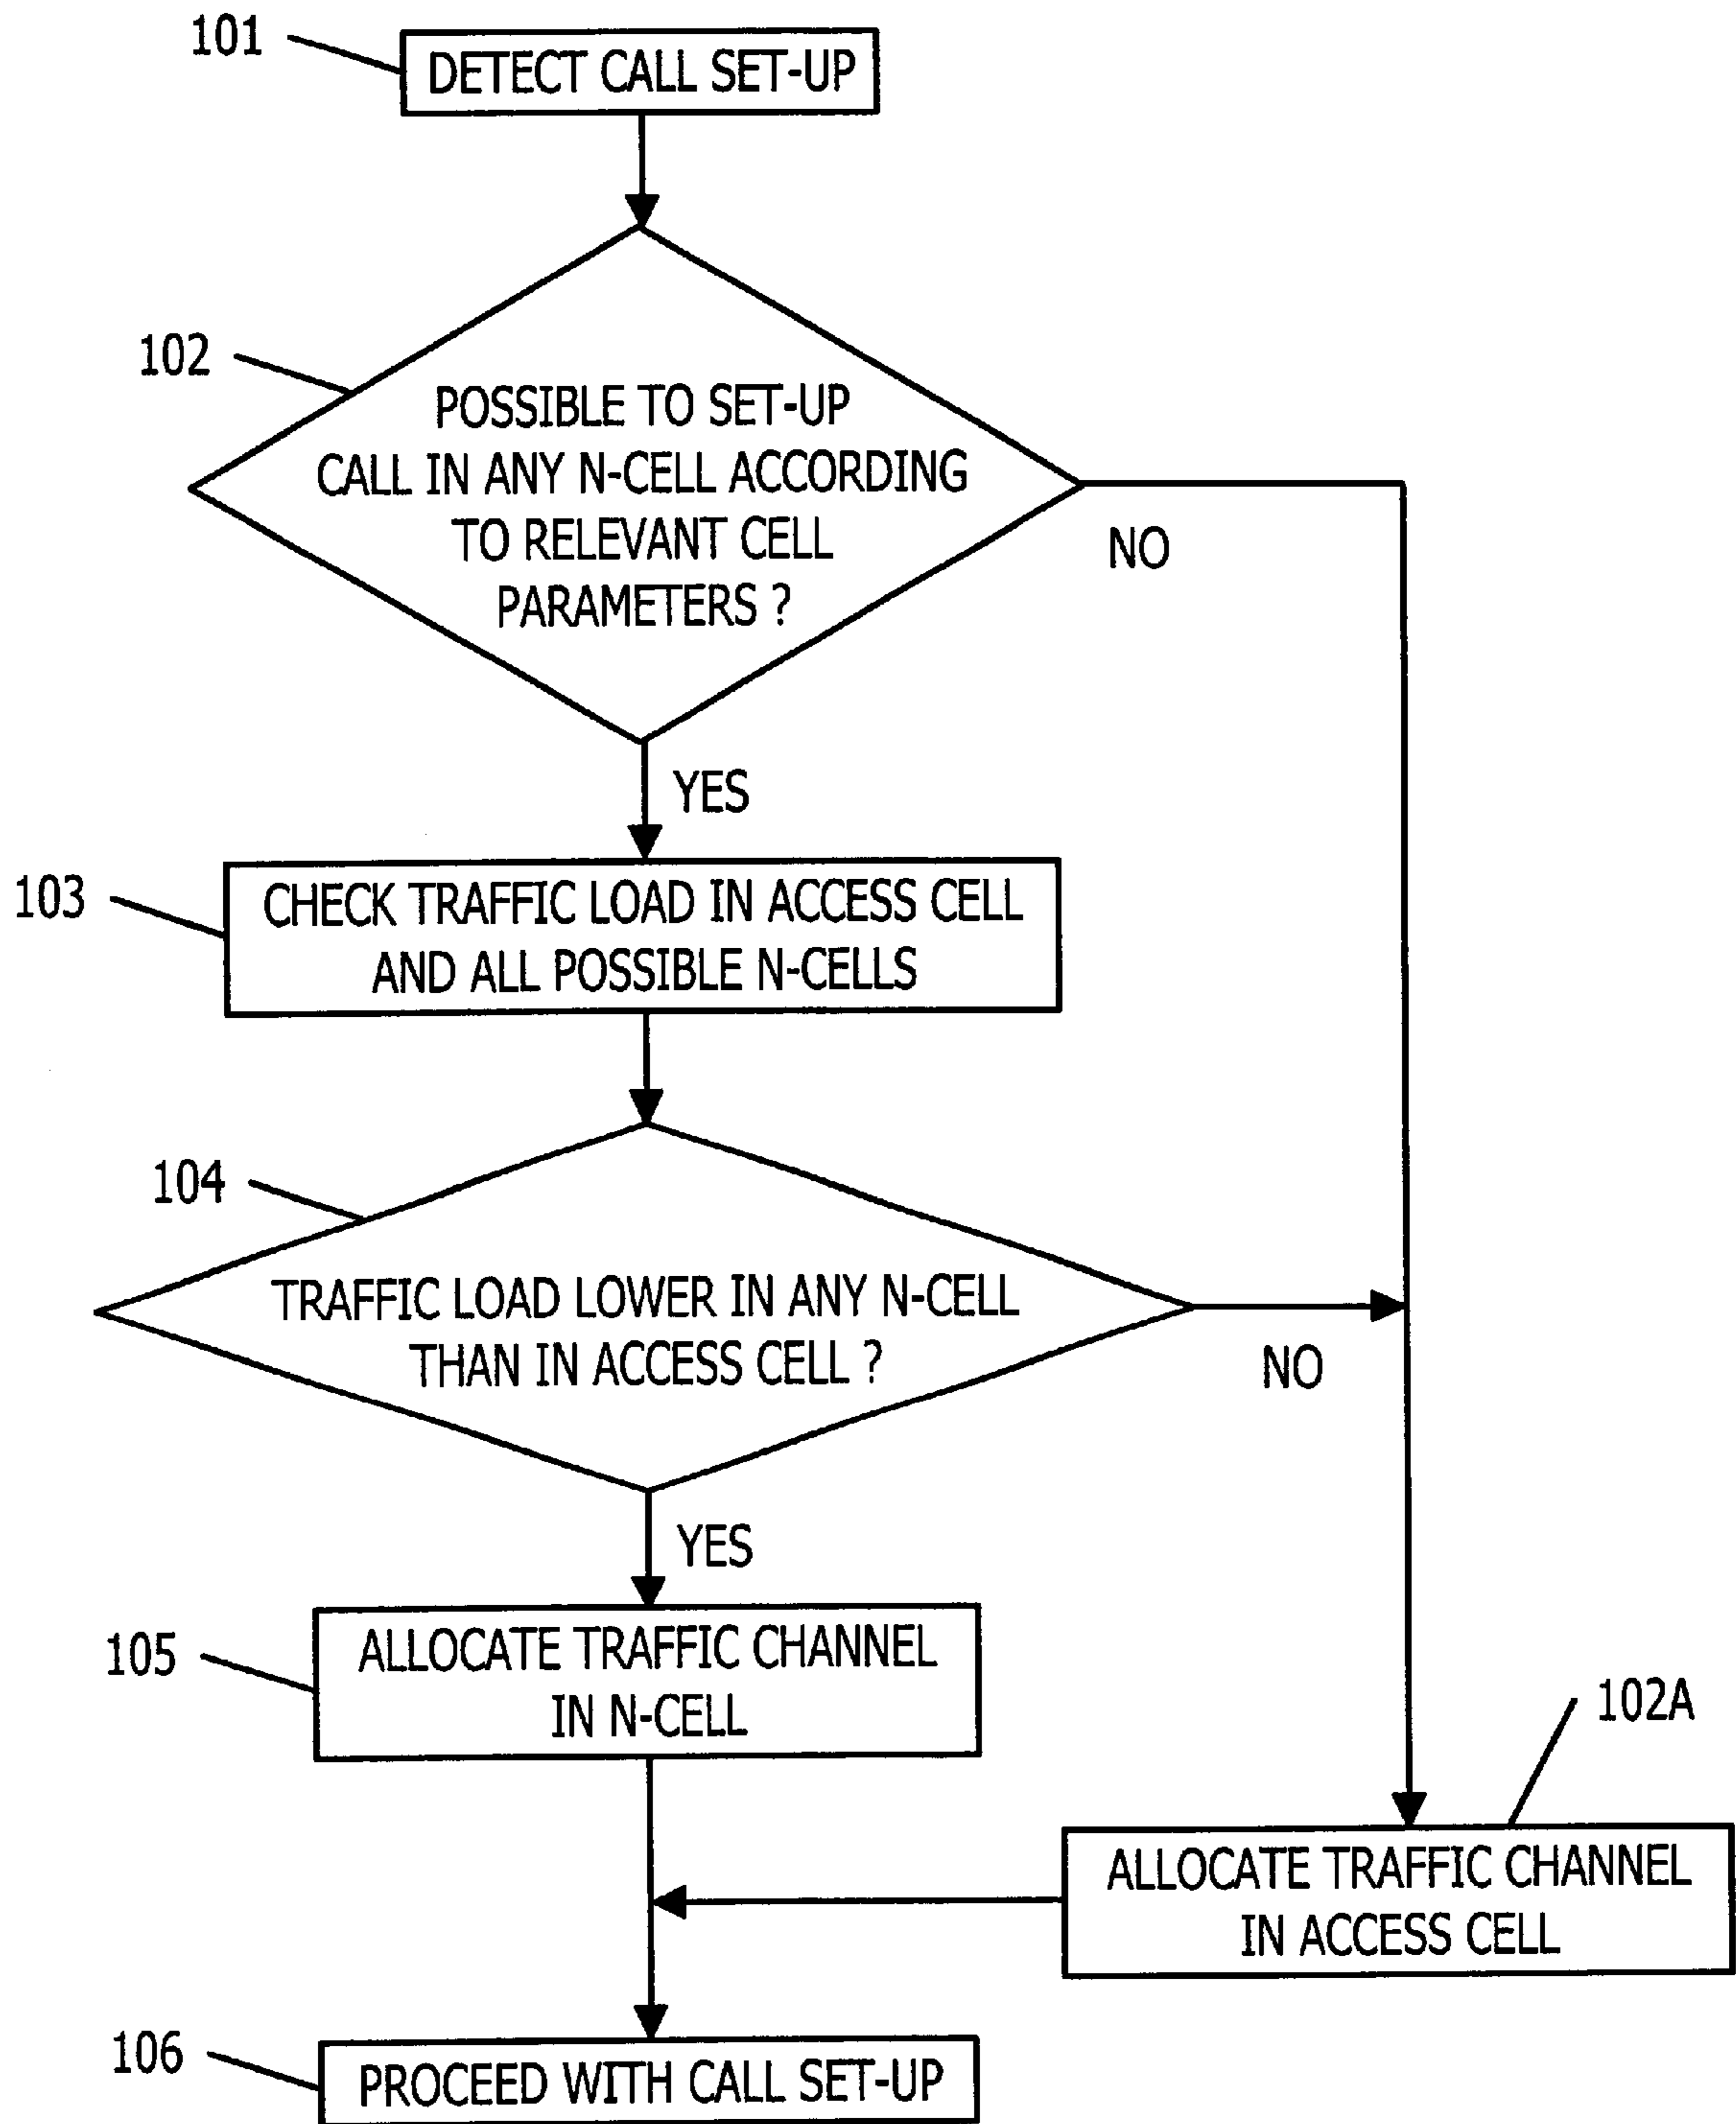 101
DETECT CALL SET-UP
102
POSSIBLE TO SET-UP
CALL IN ANY N-CELL ACCORDING
TO RELEVANT CELL
PARAMETERS ?
NO
YES
103
CHECK TRAFFIC LOAD IN ACCESS CELL
AND ALL POSSIBLE N-CELLS
104
TRAFFIC LOAD LOWER IN ANY N-CELL
THAN IN ACCESS CELL ?
NO
YES
105
ALLOCATE TRAFFIC CHANNEL
IN N-CELL
102A
ALLOCATE TRAFFIC CHANNEL
IN ACCESS CELL
106
PROCEED WITH CALL SET-UP